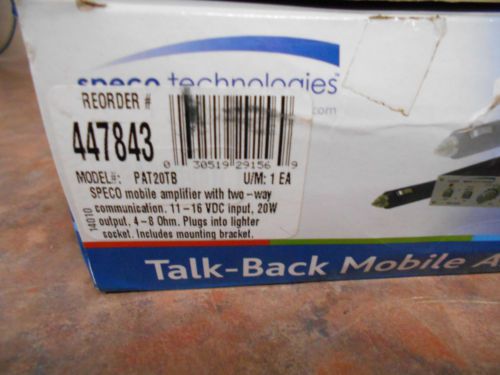 speco technologies
com
REORDER #
447843
0 30519 29156 9
MODEL#: PAT20TB U/M: 1 EA
SPECO mobile amplifier with two-way
communication. 11-16 VDC input, 20W
output, 4-8 Ohm. Plugs into lighter
socket. Includes mounting bracket.
14010
Talk-Back Mobile A